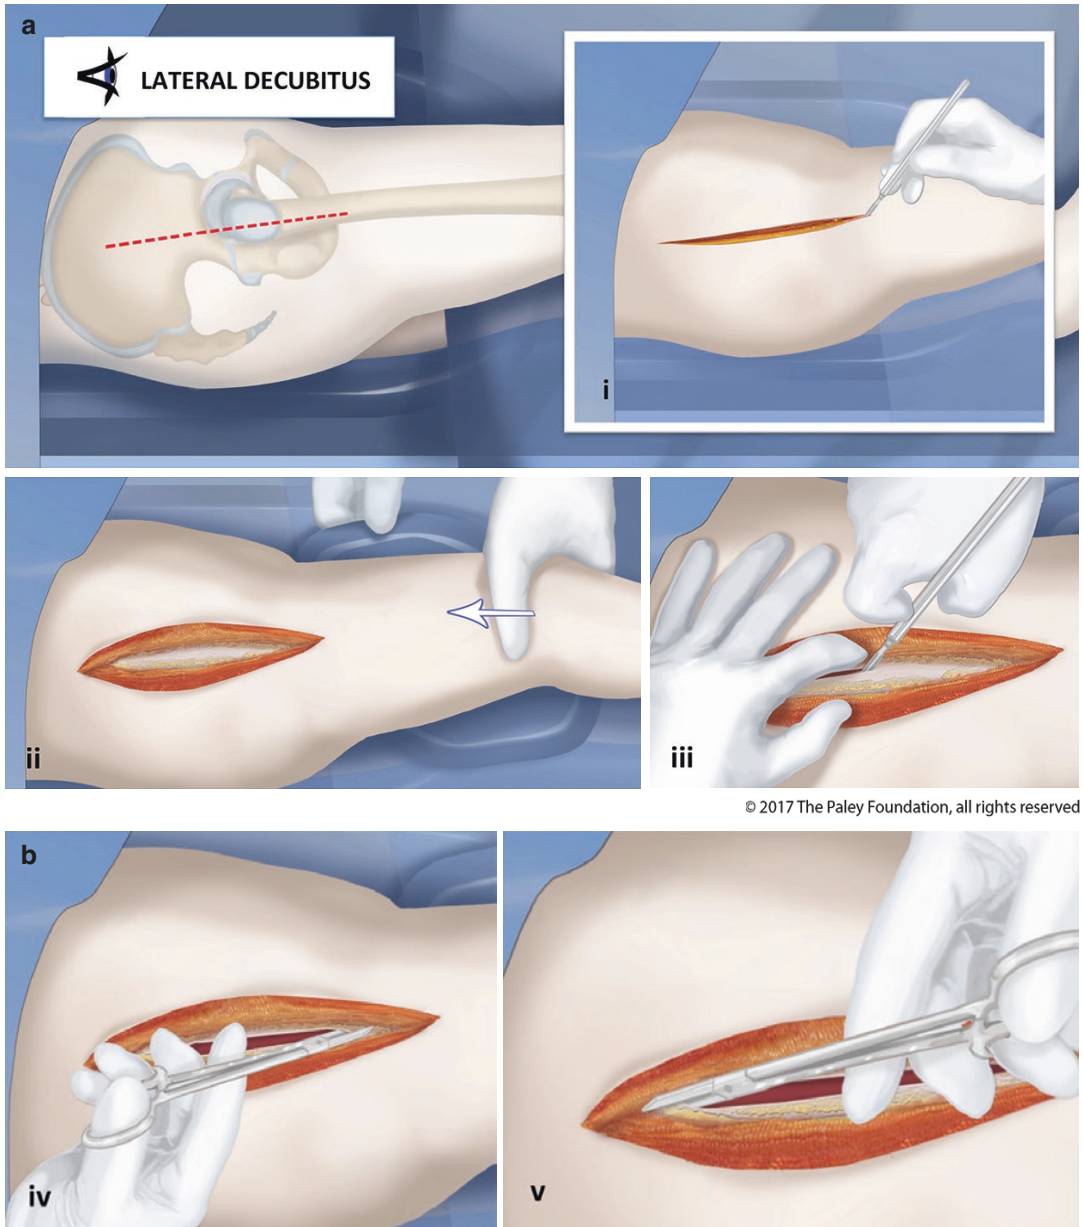 a
LATERAL DECUBITUS
i
ii
iii
© 2017 The Paley Foundation, all rights reserved
b
iv
v